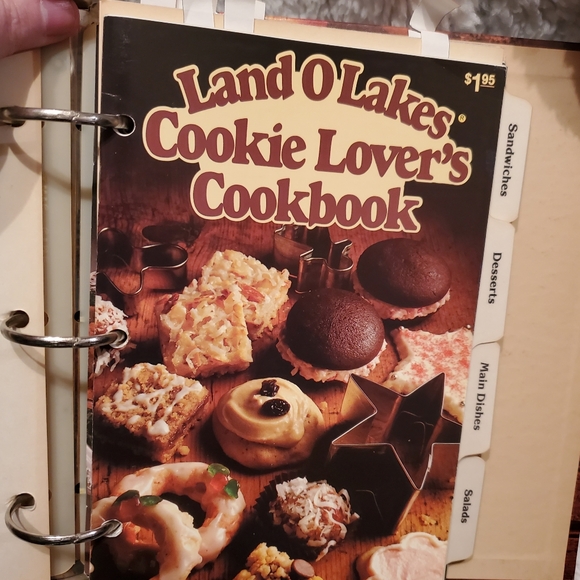 Land O Lakes®
Cookie Lover's
Cookbook
$1.95
Sandwiches
Desserts
Main Dishes
Salads